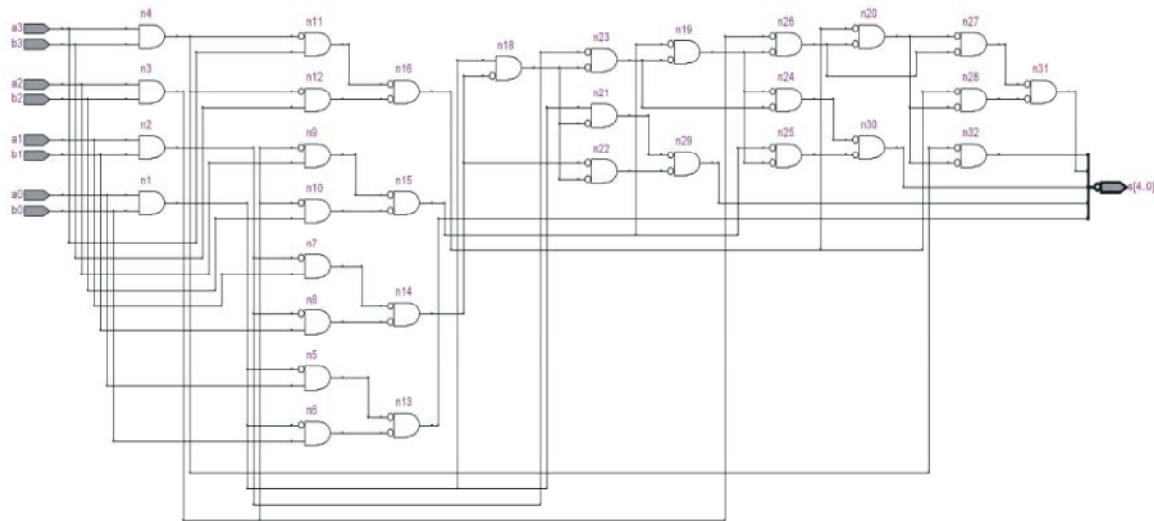 n4 n11 n26 n20 n27
a3
b3
n18 n23 n19
n3 n12 n16 n24 n28 n31
a2
b2
n21
n2 n9 n29 n25 n30 n32
a1
b1
n22
n1 n10 n15 s[4..0]
a0
b0
n7
n8 n14
n5
n6 n13